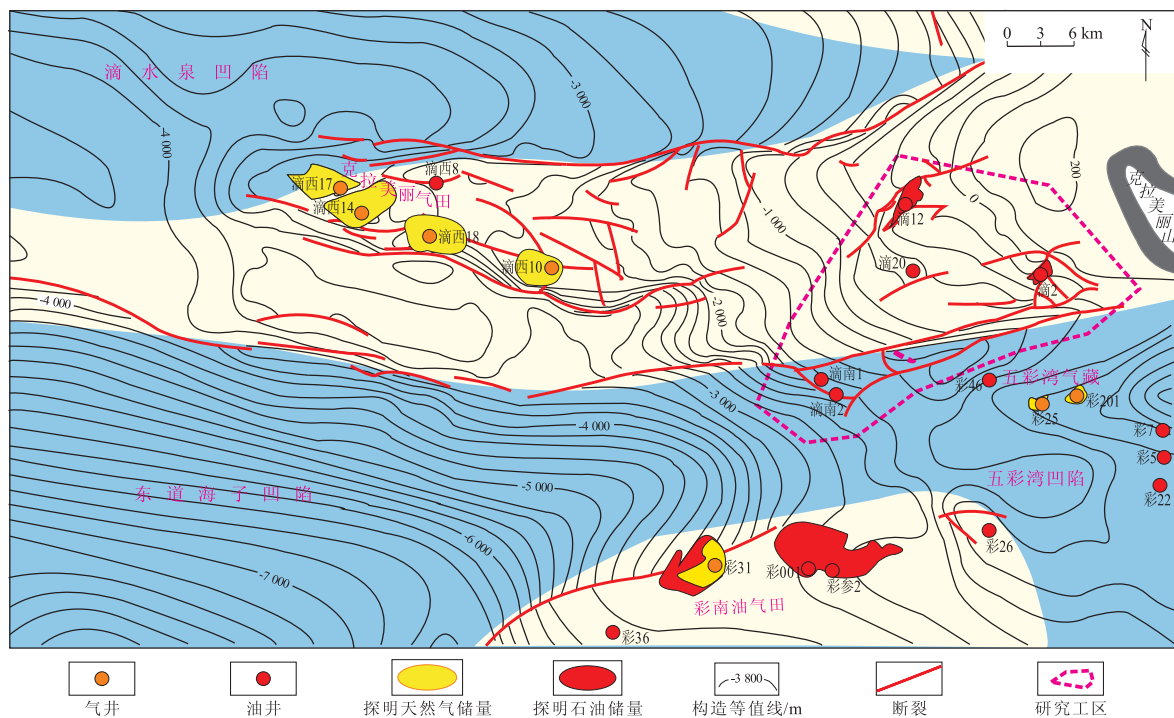 N
0 3 6 km
滴水泉凹陷
-3 000
-4 000
克拉美丽气田
滴西8
滴西17
滴西14
滴西18
滴西10
200
0
-1 000
克拉美丽山
滴12
滴20
滴2
-2 000
-4 000
滴南1
滴南2
-3 000
彩46
五彩湾气藏
彩25
彩201
彩7
彩5
彩22
-4 000
东道海子凹陷
-5 000
五彩湾凹陷
-6 000
彩26
-7 000
彩31
彩001
彩参2
彩南油气田
彩36
-3 800
气井
油井
探明天然气储量
探明石油储量
构造等值线/m
断裂
研究工区